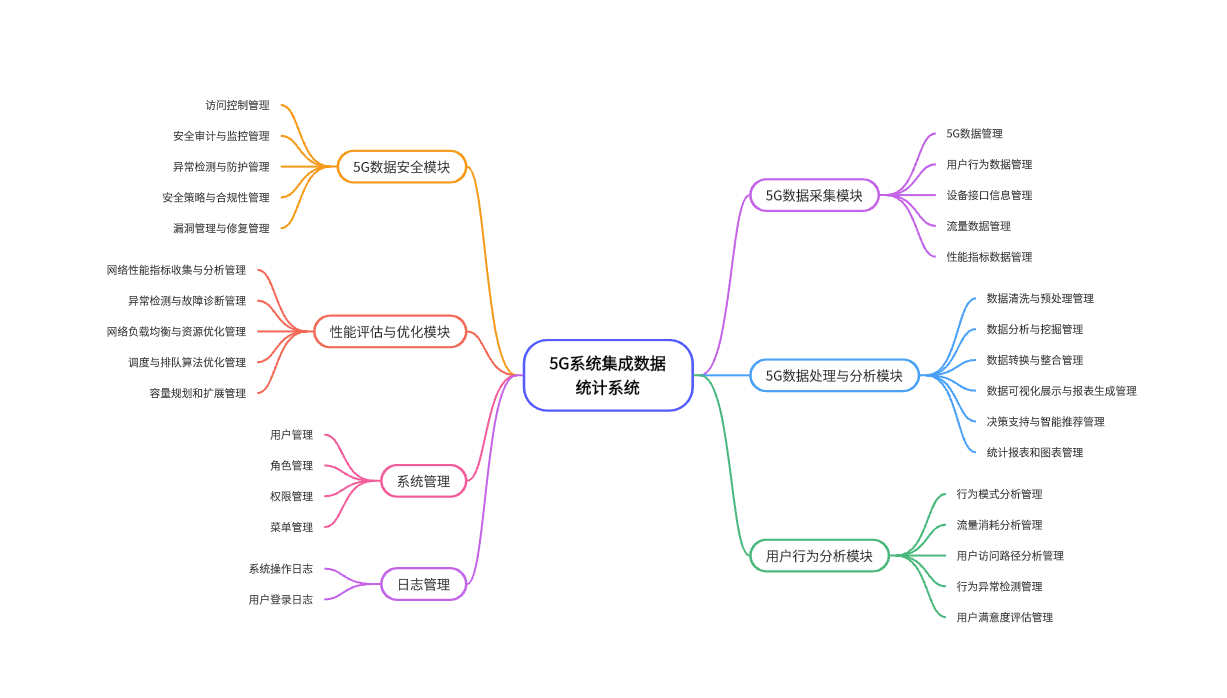 5G系统集成数据
统计系统
5G数据采集模块
5G数据管理
用户行为数据管理
设备接口信息管理
流量数据管理
性能指标数据管理
5G数据处理与分析模块
数据清洗与预处理管理
数据分析与挖掘管理
数据转换与整合管理
数据可视化展示与报表生成管理
决策支持与智能推荐管理
统计报表和图表管理
用户行为分析模块
行为模式分析管理
流量消耗分析管理
用户访问路径分析管理
行为异常检测管理
用户满意度评估管理
5G数据安全模块
访问控制管理
安全审计与监控管理
异常检测与防护管理
安全策略与合规性管理
漏洞管理与修复管理
性能评估与优化模块
网络性能指标收集与分析管理
异常检测与故障诊断管理
网络负载均衡与资源优化管理
调度与排队算法优化管理
容量规划和扩展管理
系统管理
用户管理
角色管理
权限管理
菜单管理
日志管理
系统操作日志
用户登录日志